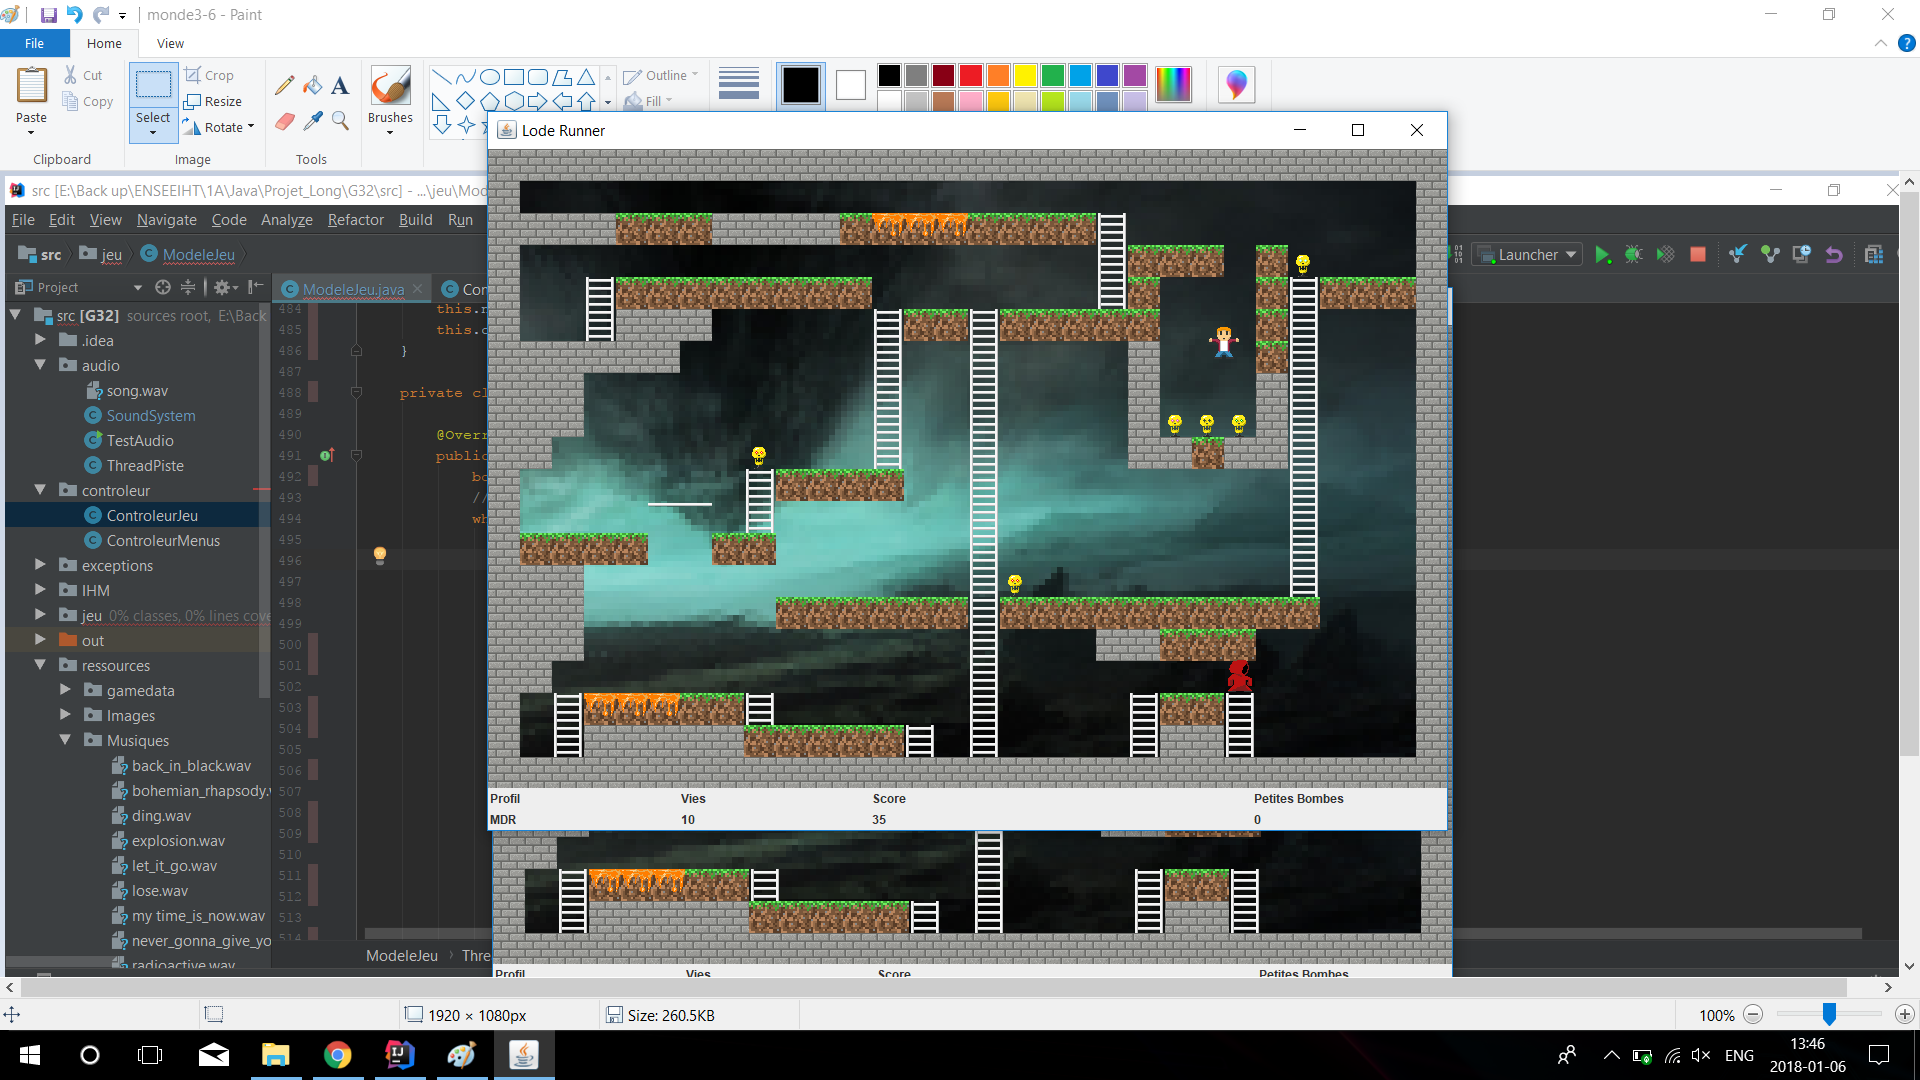 monde3-6 - Paint
File Home View
Paste
Cut
Copy
Clipboard
Select
Crop
Resize
Rotate
Image
Tools
Brushes
Outline
Fill
Lode Runner
src [E:\Back up\ENSEEIHT\1A\Java\Projet_Long\G32\src] - ...\jeu\Mod
File Edit View Navigate Code Analyze Refactor Build Run
src jeu ModeleJeu
Launcher
Project
ModeleJeu.java
Con
src [G32] sources root, E:\Back
.idea
audio
song.wav
SoundSystem
TestAudio
ThreadPiste
controleur
ControleurJeu
ControleurMenus
exceptions
IHM
jeu 0% classes, 0% lines cove
out
ressources
gamedata
Images
Musiques
back_in_black.wav
bohemian_rhapsody.
ding.wav
explosion.wav
let_it_go.wav
lose.wav
my time_is_now.wav
never_gonna_give_yo
radioactive.wav
484 this.n
485 this.c
486 }
487
488 private cl
489
490 @Overr
491 public
492 bo
493 //
494 wh
495
496
497
498
499
500
501
502
503
504
505
506
507
508
509
510
511
512
513
514
ModeleJeu Thre
Profil Vies Score Petites Bombes
MDR 10 35 0
Profil Vies Score Petites Bombes
1920 × 1080px
Size: 260.5KB
100%
ENG
13:46
2018-01-06